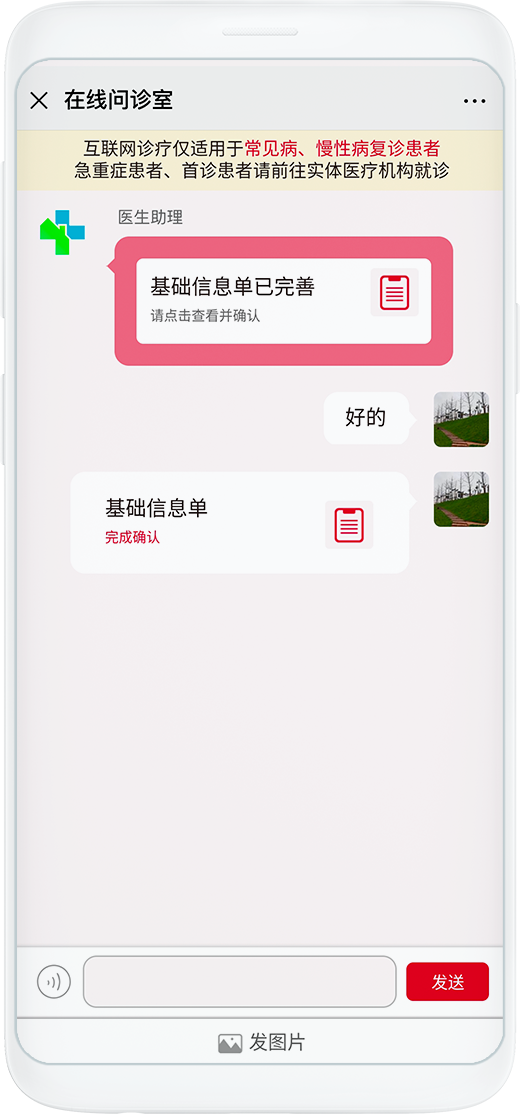 在线问诊室
互联网诊疗仅适用于常见病、慢性病复诊患者
急重症患者、首诊患者请前往实体医疗机构就诊
医生助理
基础信息单已完善
请点击查看并确认
好的
基础信息单
完成确认
发送
发图片